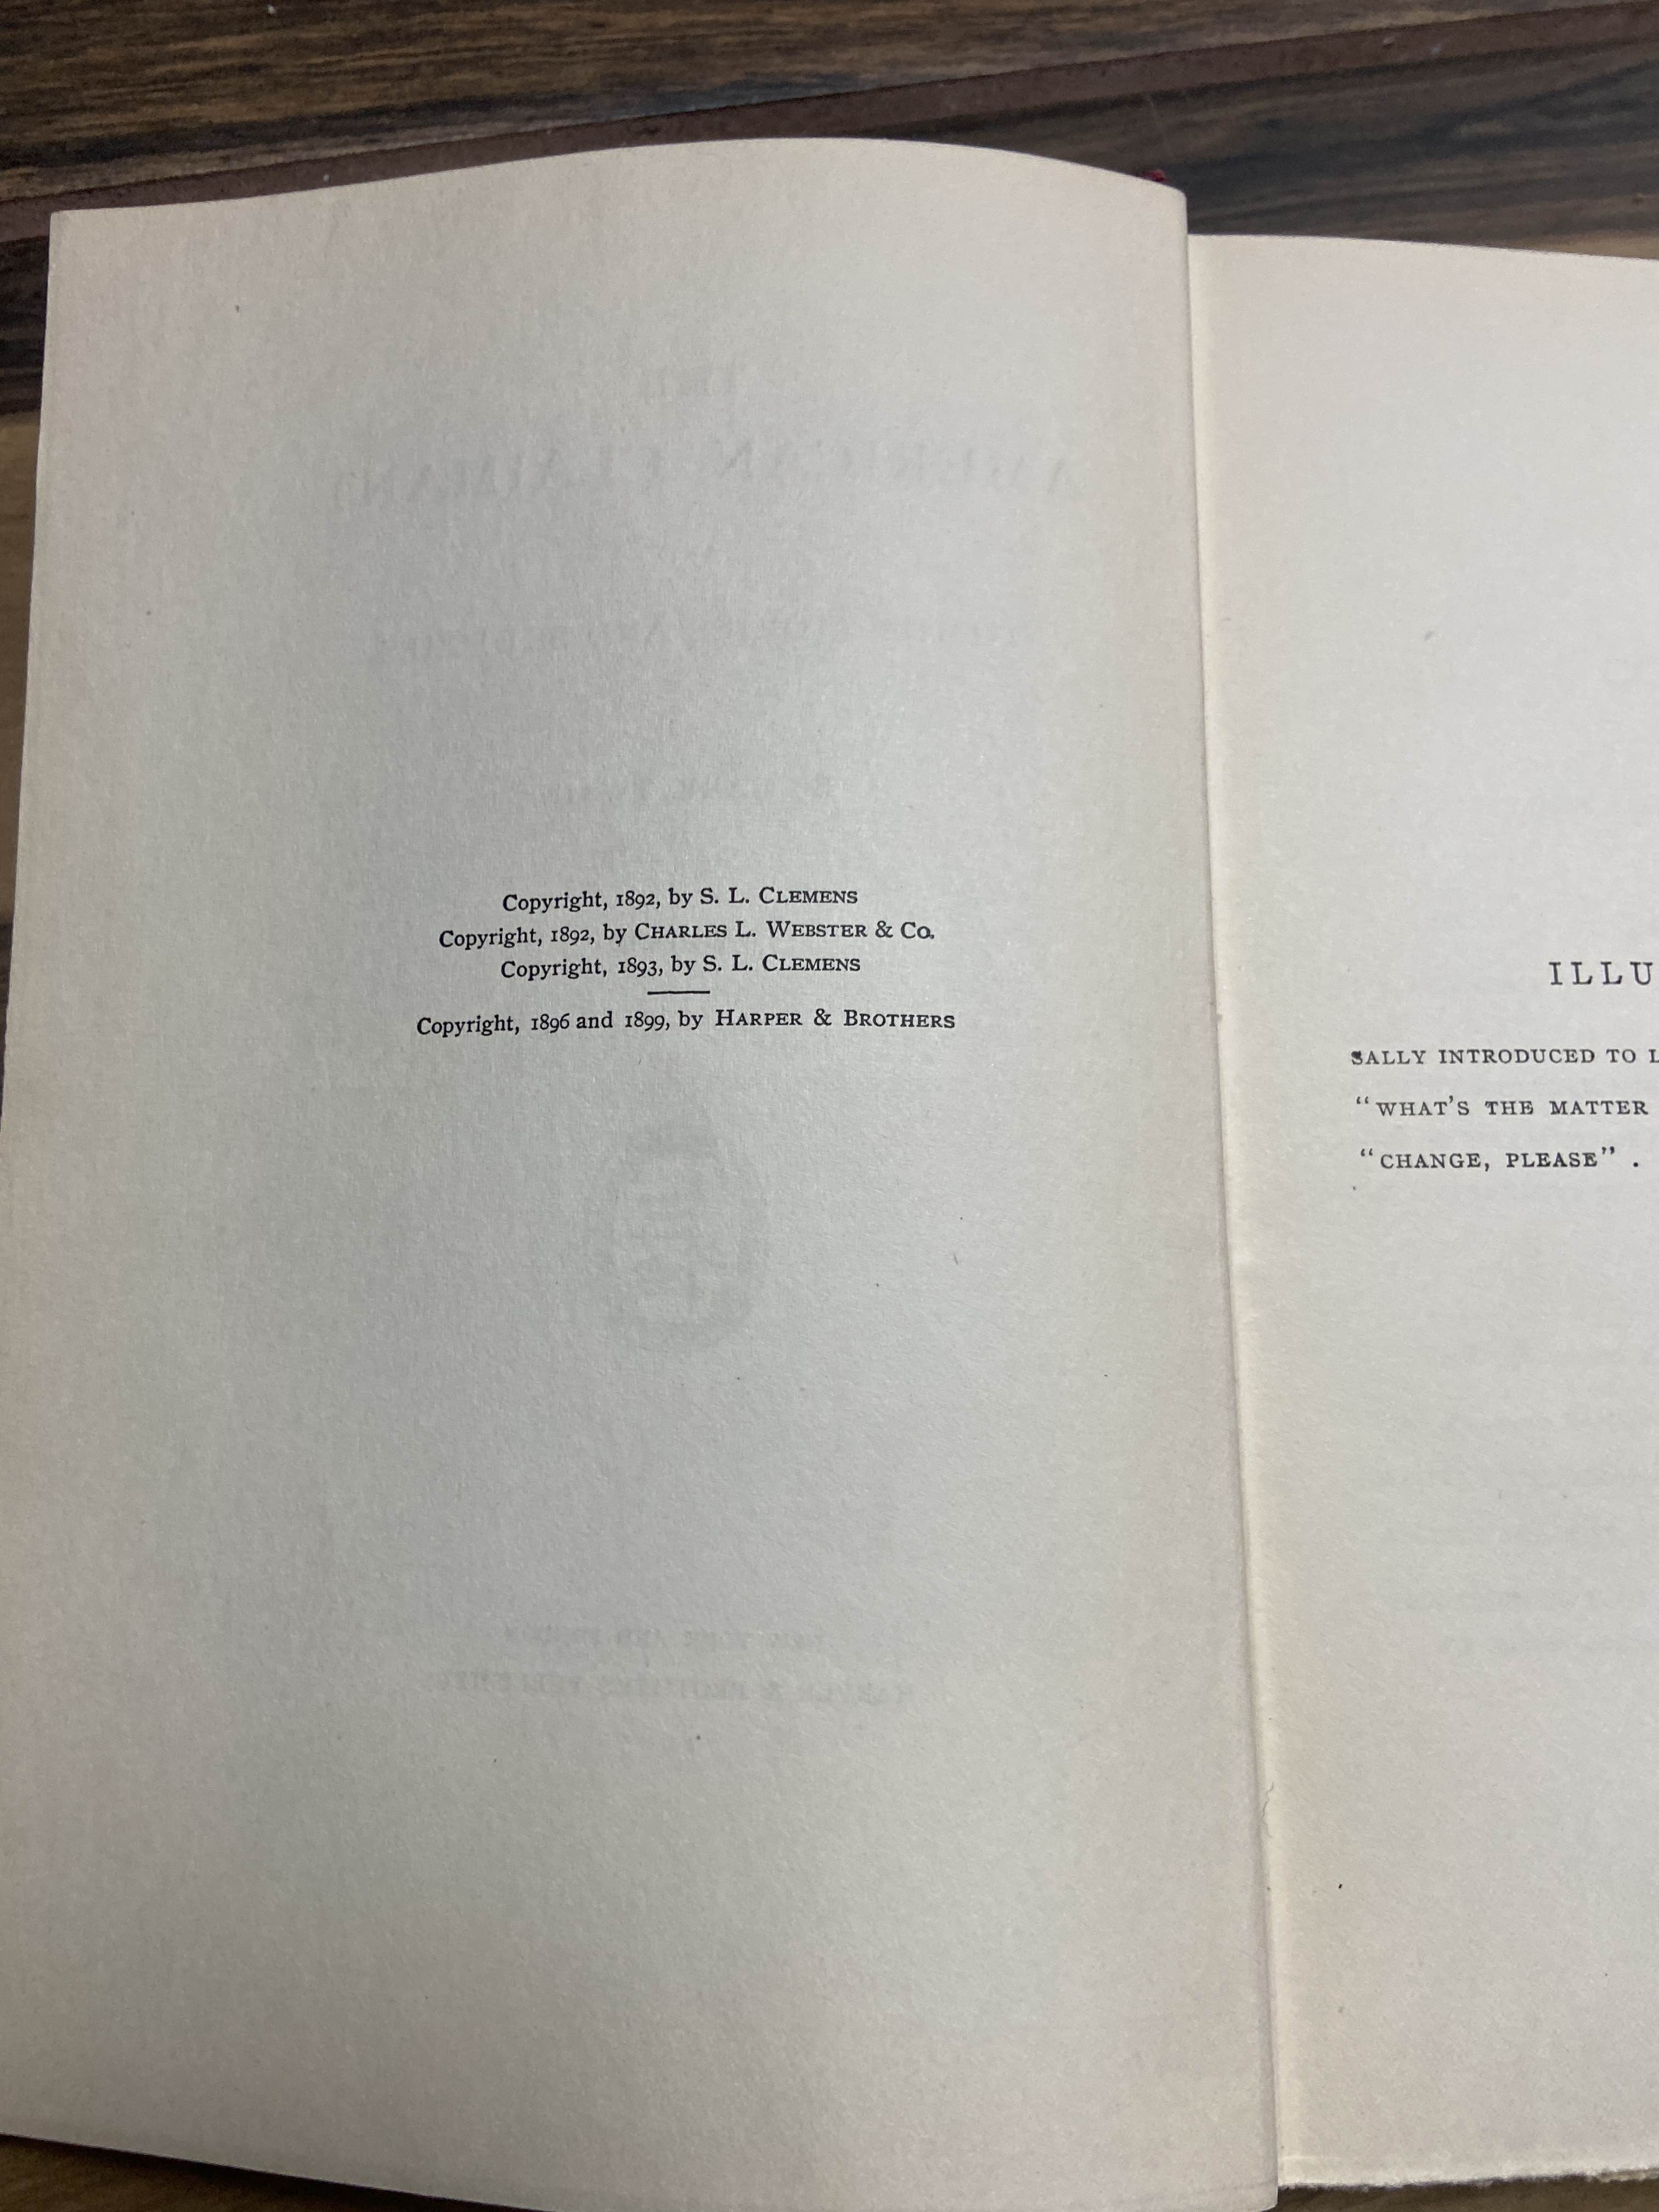 Copyright, 1892, by S. L. CLEMENS
Copyright, 1892, by CHARLES L. WEBSTER & Co.
Copyright, 1893, by S. L. CLEMENS
Copyright, 1896 and 1899, by HARPER & BROTHERS
ILLU
SALLY INTRODUCED TO L
“WHAT'S THE MATTER
“CHANGE, PLEASE” .